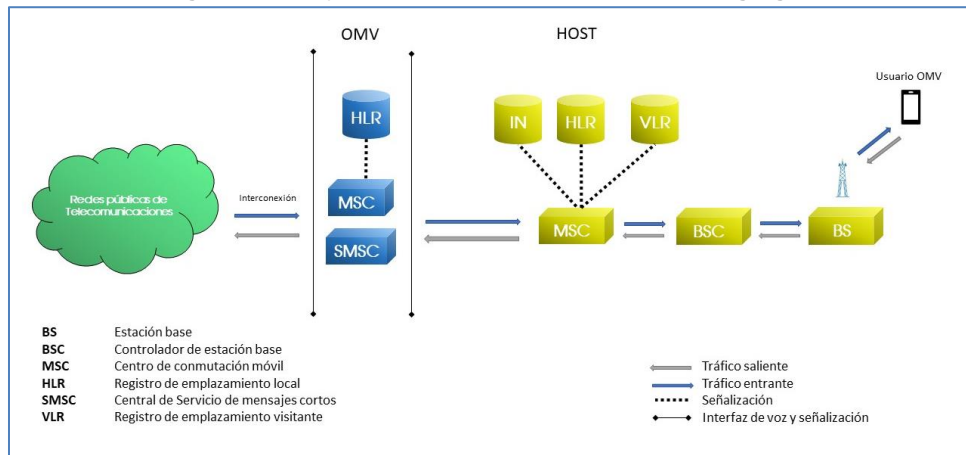 OMV
HOST
Usuario OMV
HLR
IN
HLR
VLR
Redes públicas de
Telecomunicaciones
Interconexión
MSC
SMSC
MSC
BSC
BS
BS Estación base
BSC Controlador de estación base
MSC Centro de conmutación móvil
HLR Registro de emplazamiento local
SMSC Central de Servicio de mensajes cortos
VLR Registro de emplazamiento visitante
Tráfico saliente
Tráfico entrante
Señalización
Interfaz de voz y señalización